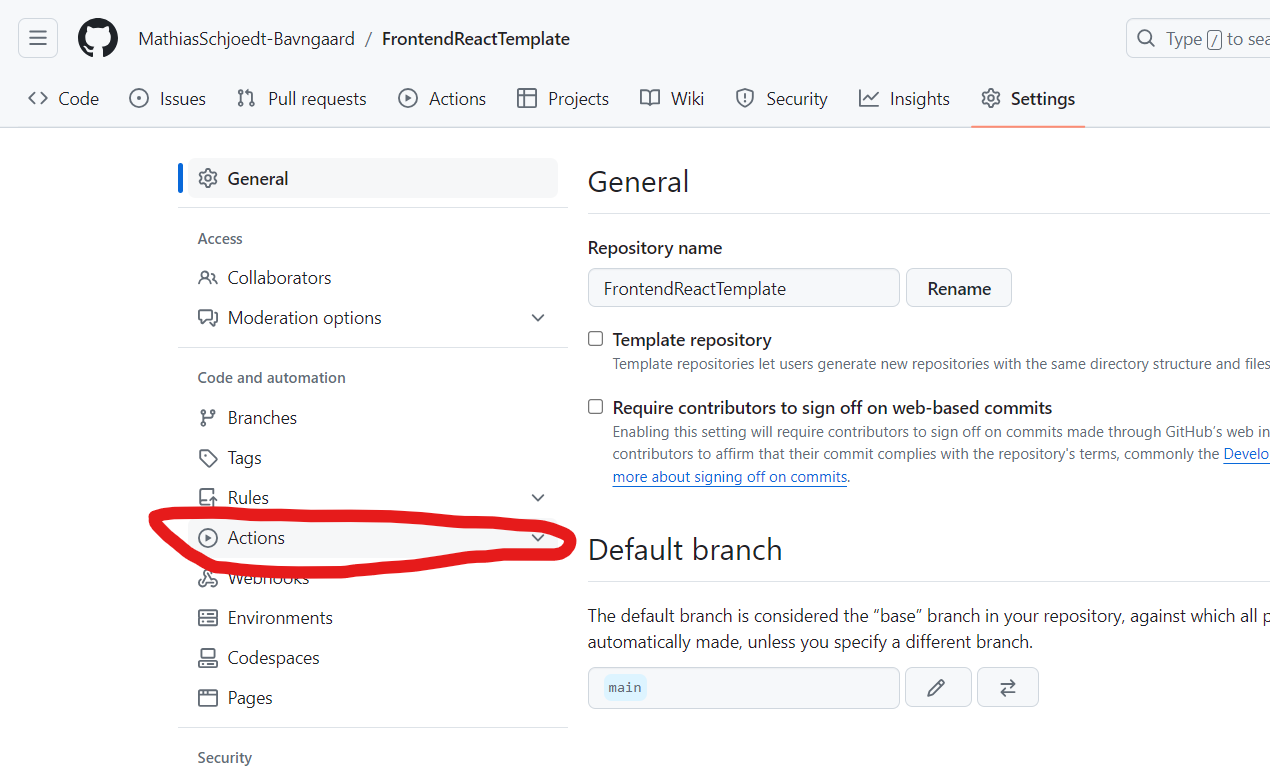 MathiasSchjoedt-Bavngaard / FrontendReactTemplate
Type / to sea
Code Issues Pull requests Actions Projects Wiki Security Insights Settings
General
Access
Collaborators
Moderation options
Code and automation
Branches
Tags
Rules
Actions
Webhooks
Environments
Codespaces
Pages
Security
General
Repository name
FrontendReactTemplate Rename
Template repository
Template repositories let users generate new repositories with the same directory structure and files
Require contributors to sign off on web-based commits
Enabling this setting will require contributors to sign off on commits made through GitHub's web in
contributors to affirm that their commit complies with the repository's terms, commonly the Develo
more about signing off on commits.
Default branch
The default branch is considered the “base” branch in your repository, against which all p
automatically made, unless you specify a different branch.
main